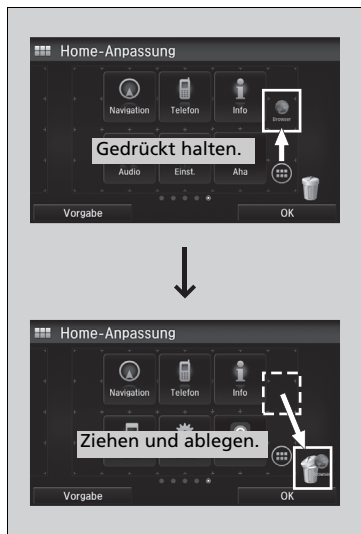 Home-Anpassung
Navigation Telefon Info Browser
Gedrückt halten.
Audio Einst. Aha
Vorgabe OK
Home-Anpassung
Navigation Telefon Info
Ziehen und ablegen.
Vorgabe OK